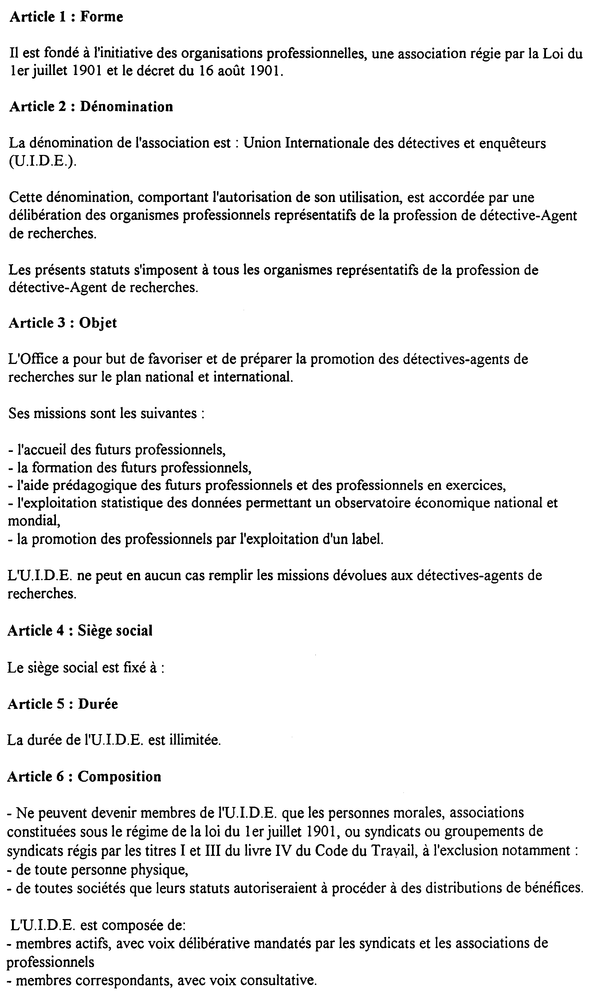 Article 1 : Forme
Il est fondé à l'initiative des organisations professionnelles, une association régie par la Loi du
1er juillet 1901 et le décret du 16 août 1901.
Article 2 : Dénomination
La dénomination de l'association est : Union Internationale des détectives et enquêteurs
(U.I.D.E.).
Cette dénomination, comportant l'autorisation de son utilisation, est accordée par une
délibération des organismes professionnels représentatifs de la profession de détective-Agent
de recherches.
Les présents statuts s'imposent à tous les organismes représentatifs de la profession de
détective-Agent de recherches.
Article 3 : Objet
L'Office a pour but de favoriser et de préparer la promotion des détectives-agents de
recherches sur le plan national et international.
Ses missions sont les suivantes :
- l'accueil des futurs professionnels,
- la formation des futurs professionnels,
- l'aide prédagogique des futurs professionnels et des professionnels en exercices,
- l'exploitation statistique des données permettant un observatoire économique national et
mondial,
- la promotion des professionnels par l'exploitation d'un label.
L'U.I.D.E. ne peut en aucun cas remplir les missions dévolues aux détectives-agents de
recherches.
Article 4 : Siège social
Le siège social est fixé à :
Article 5 : Durée
La durée de l'U.I.D.E. est illimitée.
Article 6 : Composition
- Ne peuvent devenir membres de l'U.I.D.E. que les personnes morales, associations
constituées sous le régime de la loi du 1er juillet 1901, ou syndicats ou groupements de
syndicats régis par les titres I et III du livre IV du Code du Travail, à l'exclusion notamment :
- de toute personne physique,
- de toutes sociétés que leurs statuts autoriseraient à procéder à des distributions de bénéfices.
L'U.I.D.E. est composée de:
- membres actifs, avec voix délibérative mandatés par les syndicats et les associations de
professionnels
- membres correspondants, avec voix consultative.